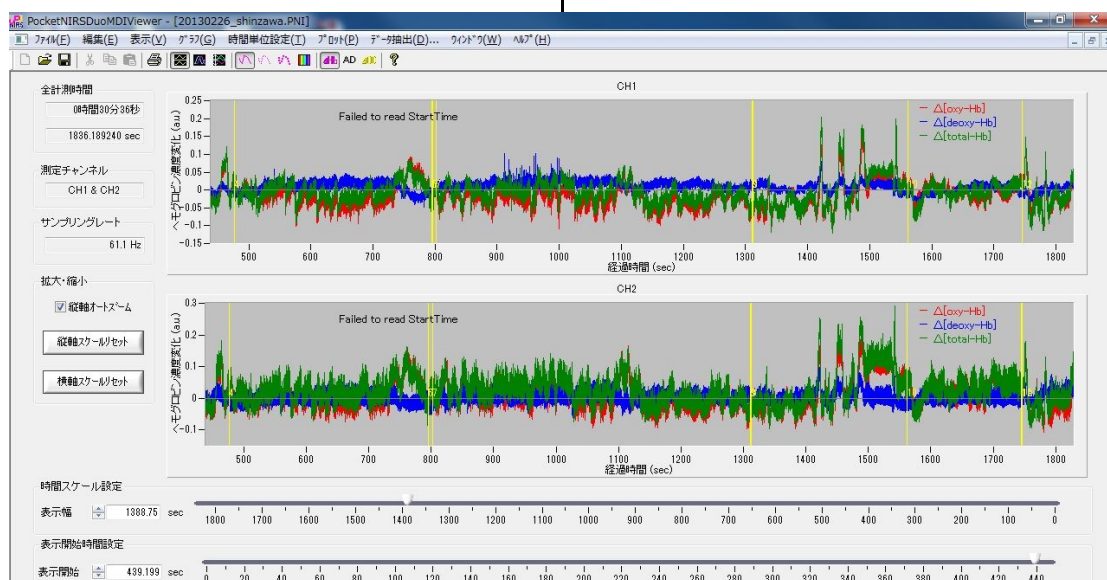 PocketNIRSDuoMDIViewer - [20130226_shinzawa.PNI]
ファイル(F) 編集(E) 表示(V) グラフ(G) 時間単位設定(T) プロット(P) データ抽出(D)... ウィンドウ(W) ヘルプ(H)
AD
全計測時間
0時間30分36秒
1836.189240 sec
測定チャンネル
CH1 & CH2
サンプリングレート
61.1 Hz
拡大・縮小
縦軸オートズーム
縦軸スケールリセット
横軸スケールリセット
CH1
ヘモグロビン濃度変化 (a.u.)
0.25
0.2
0.15
0.1
0.05
0
-0.05
-0.1
-0.15
Failed to read StartTime
Δ[oxy-Hb]
Δ[deoxy-Hb]
Δ[total-Hb]
500 600 700 800 900 1000 1100 1200 1300 1400 1500 1600 1700 1800
経過時間 (sec)
CH2
ヘモグロビン濃度変化 (a.u.)
0.3
0.2
0.1
0
-0.1
Failed to read StartTime
Δ[oxy-Hb]
Δ[deoxy-Hb]
Δ[total-Hb]
500 600 700 800 900 1000 1100 1200 1300 1400 1500 1600 1700 1800
経過時間 (sec)
時間スケール設定
表示幅 1388.75 sec
1800 1700 1600 1500 1400 1300 1200 1100 1000 900 800 700 600 500 400 300 200 100 0
表示開始時間設定
表示開始 439.199 sec
0 20 40 60 80 100 120 140 160 180 200 220 240 260 280 300 320 340 360 380 400 420 440